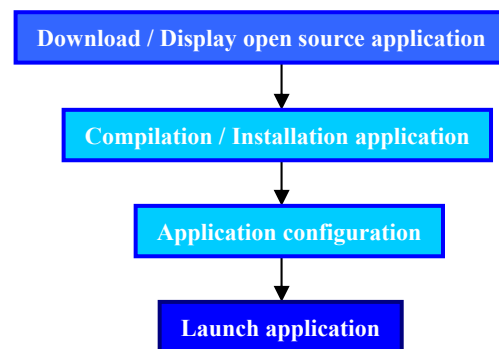 Download / Display open source application
Compilation / Installation application
Application configuration
Launch application